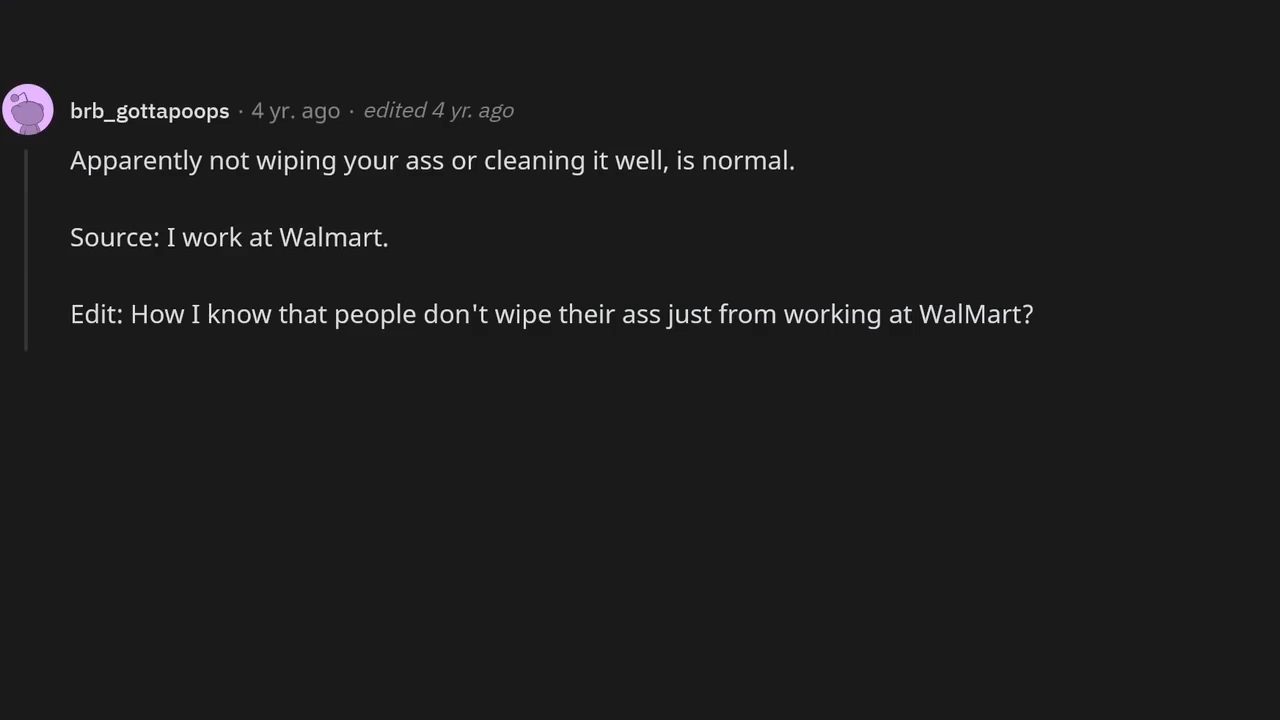 brb_gottapoops · 4 yr. ago · edited 4 yr. ago
Apparently not wiping your ass or cleaning it well, is normal.
Source: I work at Walmart.
Edit: How I know that people don't wipe their ass just from working at WalMart?